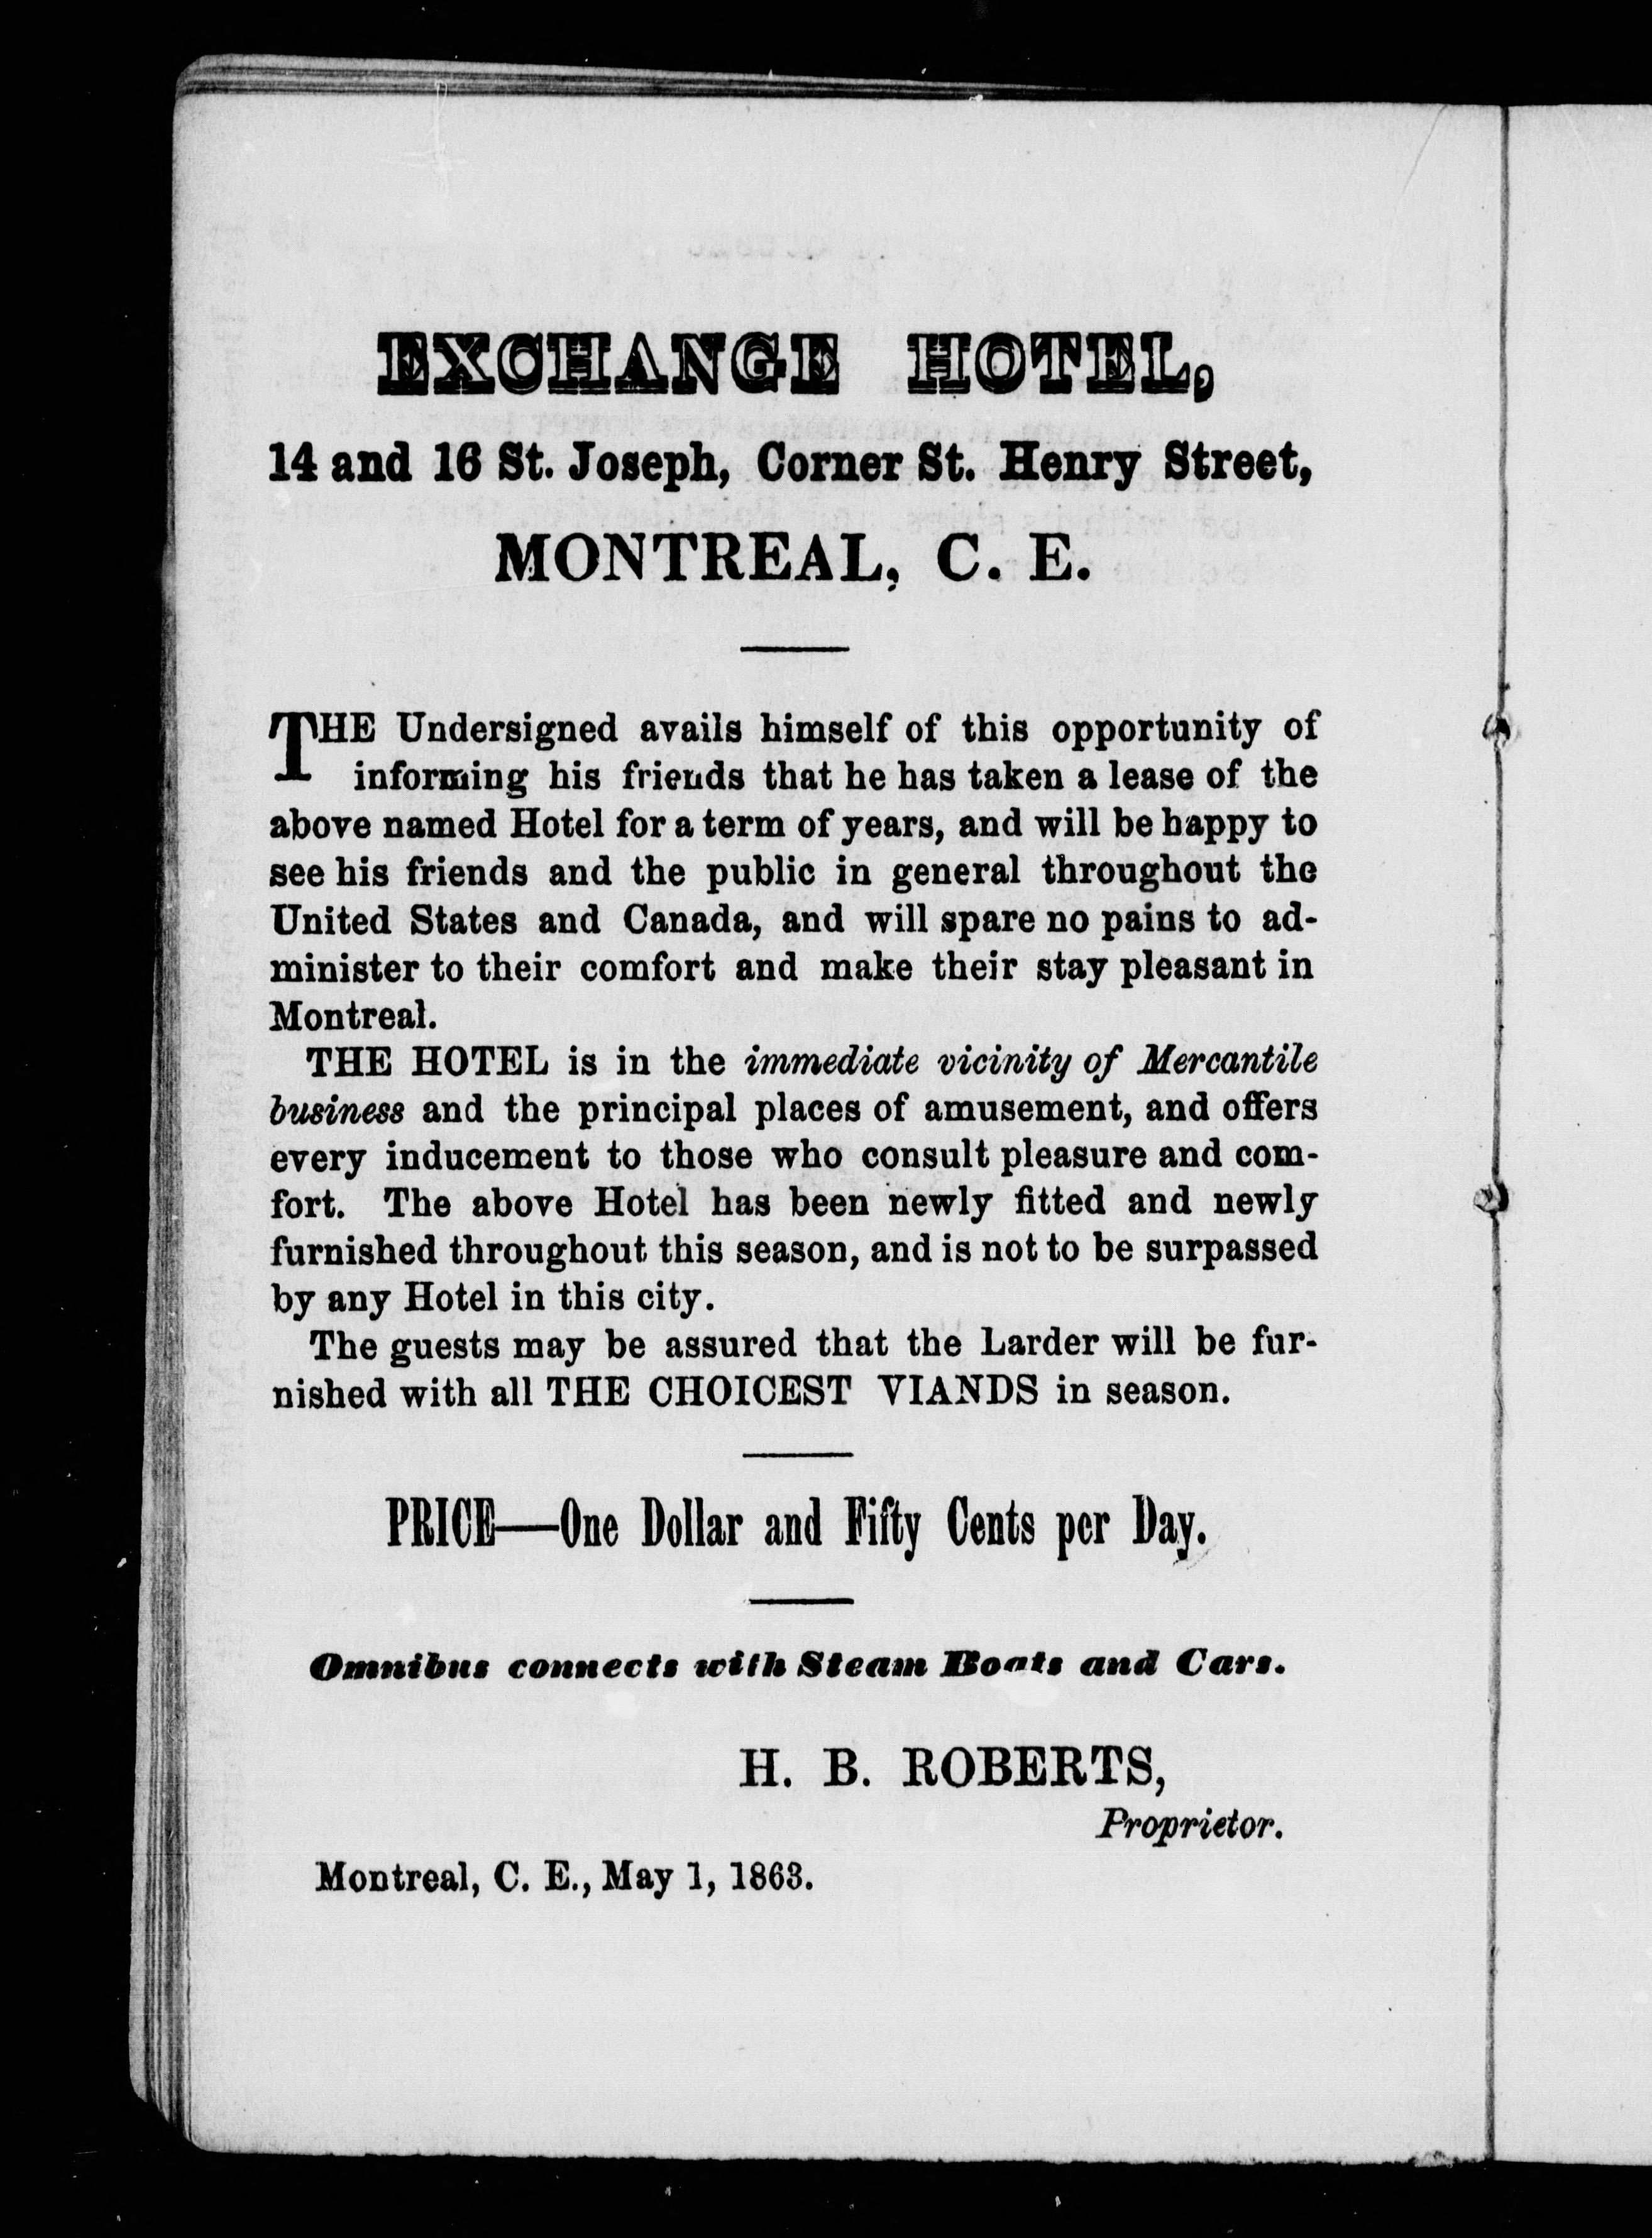 EXCHANGE HOTEL,
14 and 16 St. Joseph, Corner St. Henry Street,
MONTREAL, C. E.
THE Undersigned avails himself of this opportunity of
informing his friends that he has taken a lease of the
above named Hotel for a term of years, and will be happy to
see his friends and the public in general throughout the
United States and Canada, and will spare no pains to ad-
minister to their comfort and make their stay pleasant in
Montreal.
THE HOTEL is in the immediate vicinity of Mercantile
business and the principal places of amusement, and offers
every inducement to those who consult pleasure and com-
fort. The above Hotel has been newly fitted and newly
furnished throughout this season, and is not to be surpassed
by any Hotel in this city.
The guests may be assured that the Larder will be fur-
nished with all THE CHOICEST VIANDS in season.
PRICE—One Dollar and Fifty Cents per Day.
Omnibus connects with Steam Boats and Cars.
H. B. ROBERTS,
Proprietor.
Montreal, C. E., May 1, 1863.